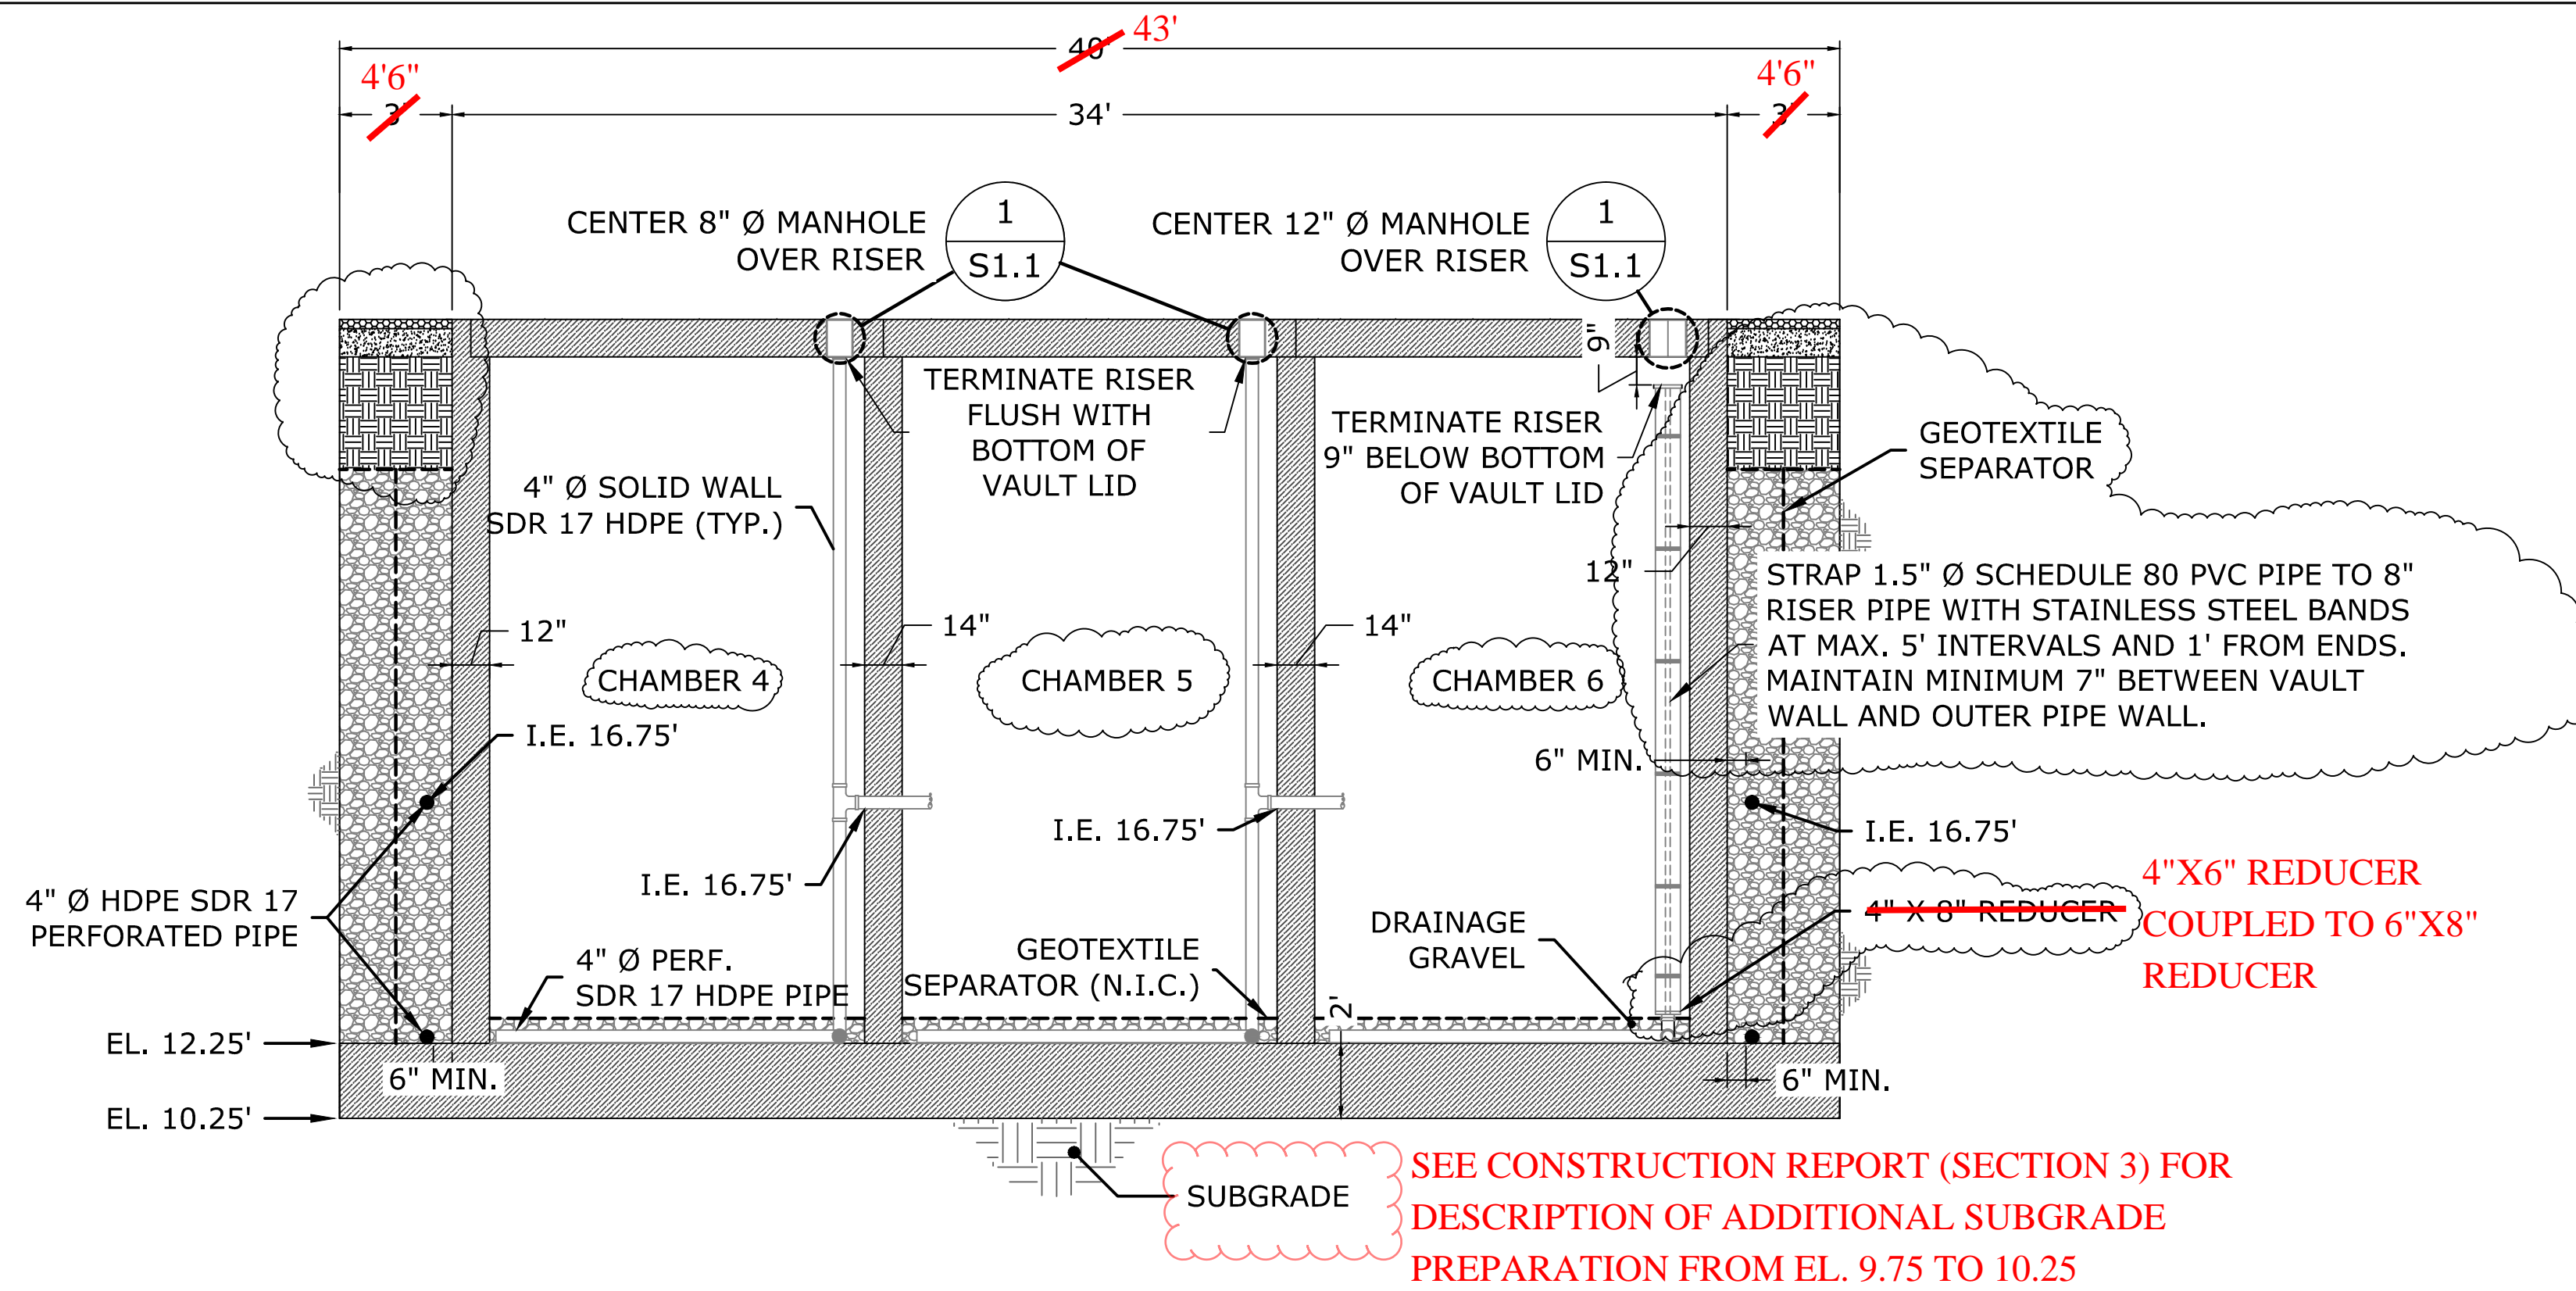 40' 43'
4'6"
3'
34'
4'6"
3'
CENTER 8" Ø MANHOLE
OVER RISER
1
S1.1
CENTER 12" Ø MANHOLE
OVER RISER
1
S1.1
9"
TERMINATE RISER
FLUSH WITH
BOTTOM OF
VAULT LID
TERMINATE RISER
9" BELOW BOTTOM
OF VAULT LID
GEOTEXTILE
SEPARATOR
4" Ø SOLID WALL
SDR 17 HDPE (TYP.)
12"
STRAP 1.5" Ø SCHEDULE 80 PVC PIPE TO 8"
RISER PIPE WITH STAINLESS STEEL BANDS
AT MAX. 5' INTERVALS AND 1' FROM ENDS.
MAINTAIN MINIMUM 7" BETWEEN VAULT
WALL AND OUTER PIPE WALL.
12"
14"
14"
CHAMBER 4
CHAMBER 5
CHAMBER 6
I.E. 16.75'
6" MIN.
I.E. 16.75'
I.E. 16.75'
I.E. 16.75'
4" Ø HDPE SDR 17
PERFORATED PIPE
4" X 8" REDUCER
4"X6" REDUCER
COUPLED TO 6"X8"
REDUCER
DRAINAGE
GRAVEL
GEOTEXTILE
SEPARATOR (N.I.C.)
4" Ø PERF.
SDR 17 HDPE PIPE
2'
EL. 12.25'
6" MIN.
6" MIN.
EL. 10.25'
SUBGRADE
SEE CONSTRUCTION REPORT (SECTION 3) FOR
DESCRIPTION OF ADDITIONAL SUBGRADE
PREPARATION FROM EL. 9.75 TO 10.25